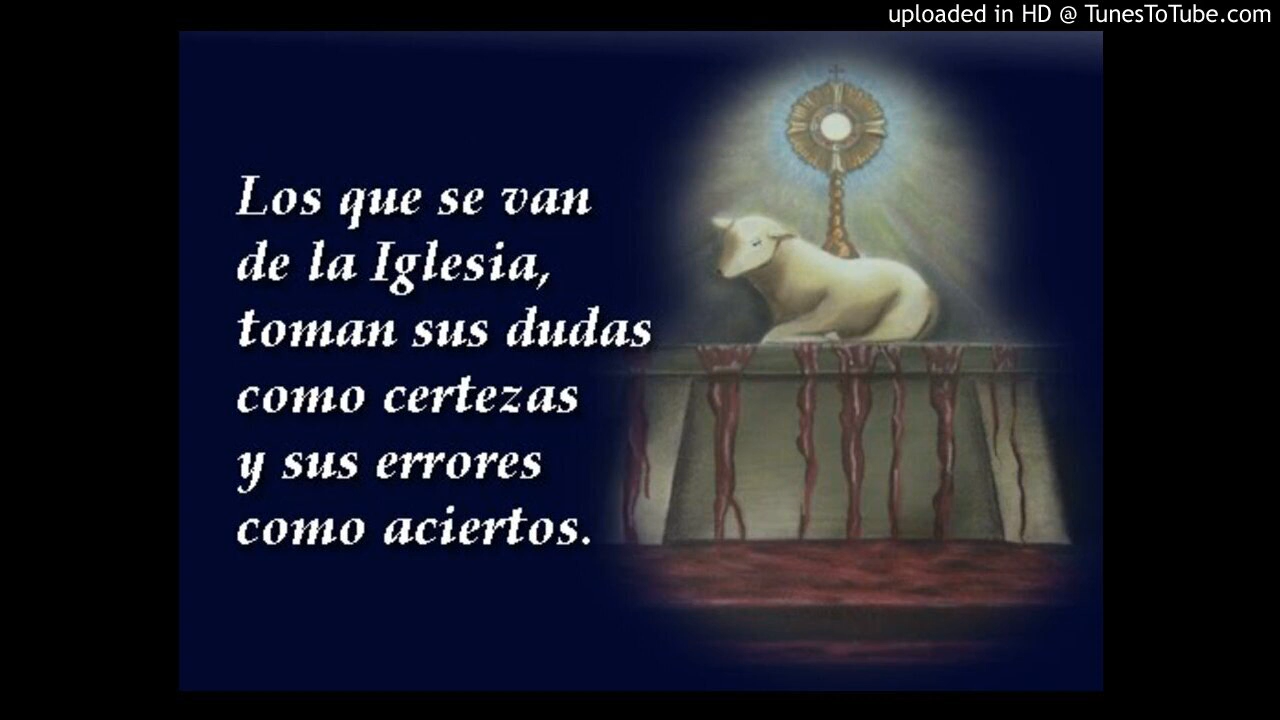 uploaded in HD @ TunesToTube.com
Los que se van
de la Iglesia,
toman sus dudas
como certezas
y sus errores
como aciertos.